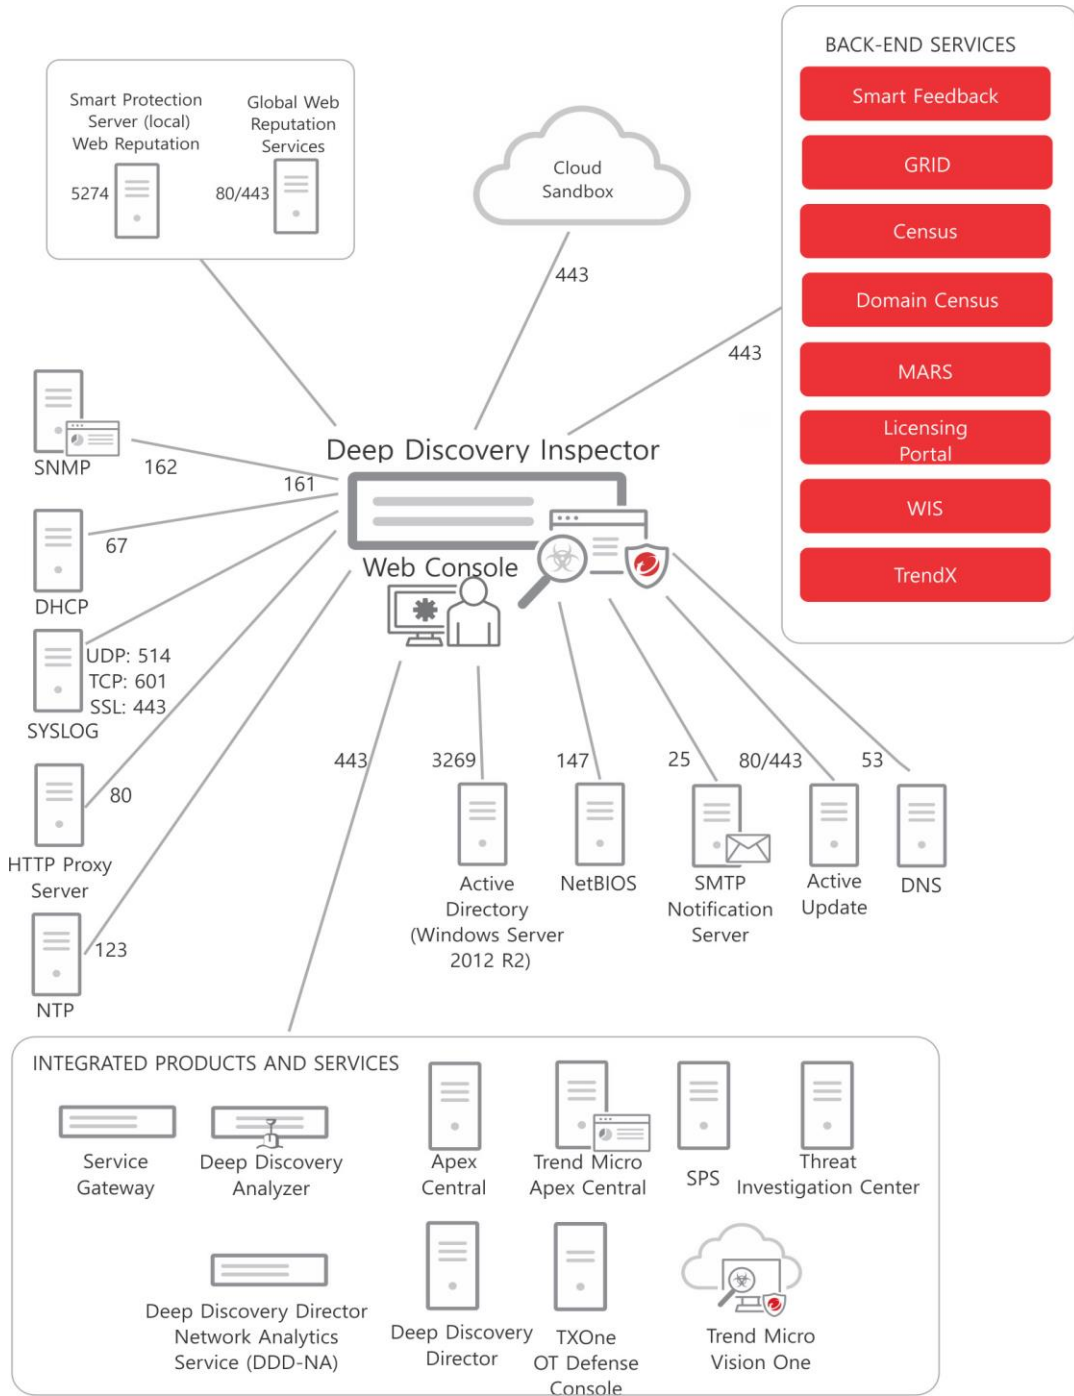 BACK-END SERVICES
Smart Feedback
GRID
Census
Domain Census
MARS
Licensing
Portal
WIS
TrendX
Smart Protection
Server (local)
Web Reputation
5274
Global Web
Reputation
Services
80/443
Cloud
Sandbox
443
443
Deep Discovery Inspector
Web Console
SNMP
162
161
DHCP
67
SYSLOG
UDP: 514
TCP: 601
SSL: 443
HTTP Proxy
Server
80
NTP
123
443
3269
147
25
80/443
53
Active
Directory
(Windows Server
2012 R2)
NetBIOS
SMTP
Notification
Server
Active
Update
DNS
INTEGRATED PRODUCTS AND SERVICES
Service
Gateway
Deep Discovery
Analyzer
Apex
Central
Trend Micro
Apex Central
SPS
Threat
Investigation Center
Deep Discovery Director
Network Analytics
Service (DDD-NA)
Deep Discovery
Director
TXOne
OT Defense
Console
Trend Micro
Vision One